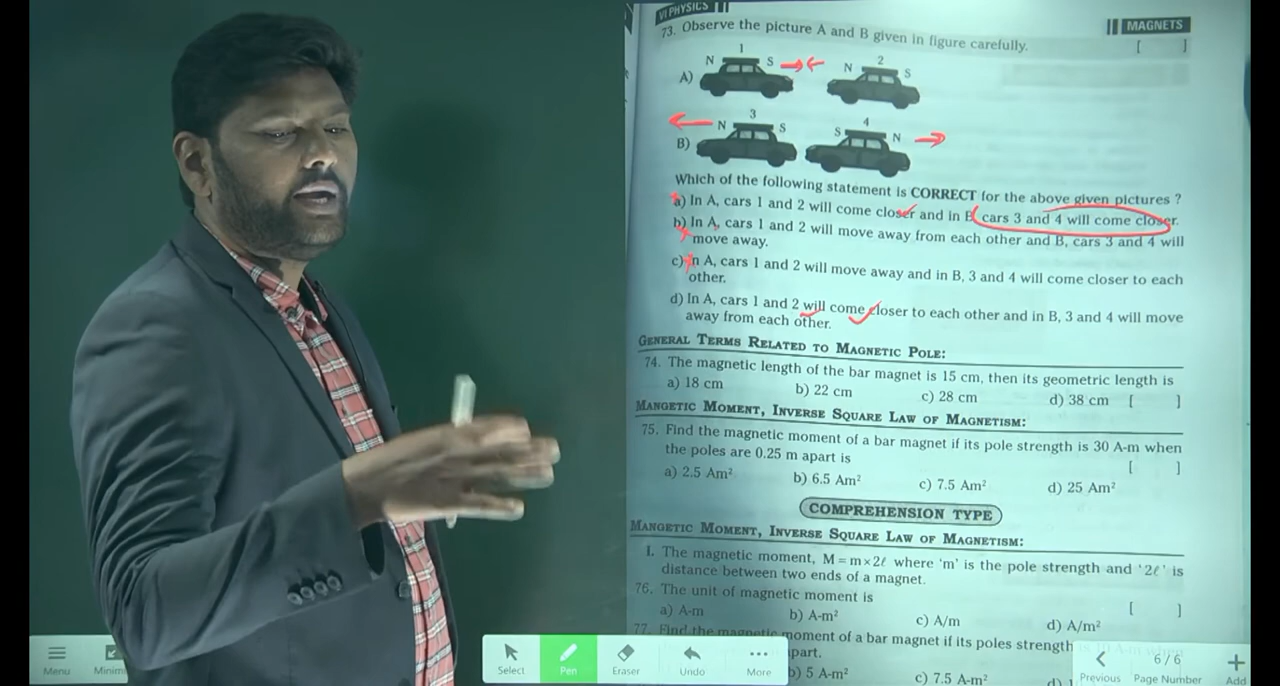 VI PHYSICS
MAGNETS
73. Observe the picture A and B given in figure carefully. [ ]
A) N 1 S N 2 S
B) N 3 S S 4 N
Which of the following statement is CORRECT for the above given pictures ?
a) In A, cars 1 and 2 will come closer and in B cars 3 and 4 will come closer.
b) In A, cars 1 and 2 will move away from each other and B, cars 3 and 4 will
move away.
c) In A, cars 1 and 2 will move away and in B, 3 and 4 will come closer to each
other.
d) In A, cars 1 and 2 will come closer to each other and in B, 3 and 4 will move
away from each other.
GENERAL TERMS RELATED TO MAGNETIC POLE:
74. The magnetic length of the bar magnet is 15 cm, then its geometric length is
a) 18 cm b) 22 cm c) 28 cm d) 38 cm [ ]
MANGETIC MOMENT, INVERSE SQUARE LAW OF MAGNETISM:
75. Find the magnetic moment of a bar magnet if its pole strength is 30 A-m when
the poles are 0.25 m apart is [ ]
a) 2.5 Am² b) 6.5 Am² c) 7.5 Am² d) 25 Am²
COMPREHENSION TYPE
MANGETIC MOMENT, INVERSE SQUARE LAW OF MAGNETISM:
I. The magnetic moment, M = m×2ℓ where 'm' is the pole strength and '2ℓ' is
distance between two ends of a magnet.
76. The unit of magnetic moment is [ ]
a) A-m b) A-m² c) A/m d) A/m²
77. Find the magnetic moment of a bar magnet if its poles strength
apart.
b) 5 A-m² c) 7.5 A-m² d)
Menu
Select
Pen
Eraser
Undo
More
Previous
6/6
Page Number
Add